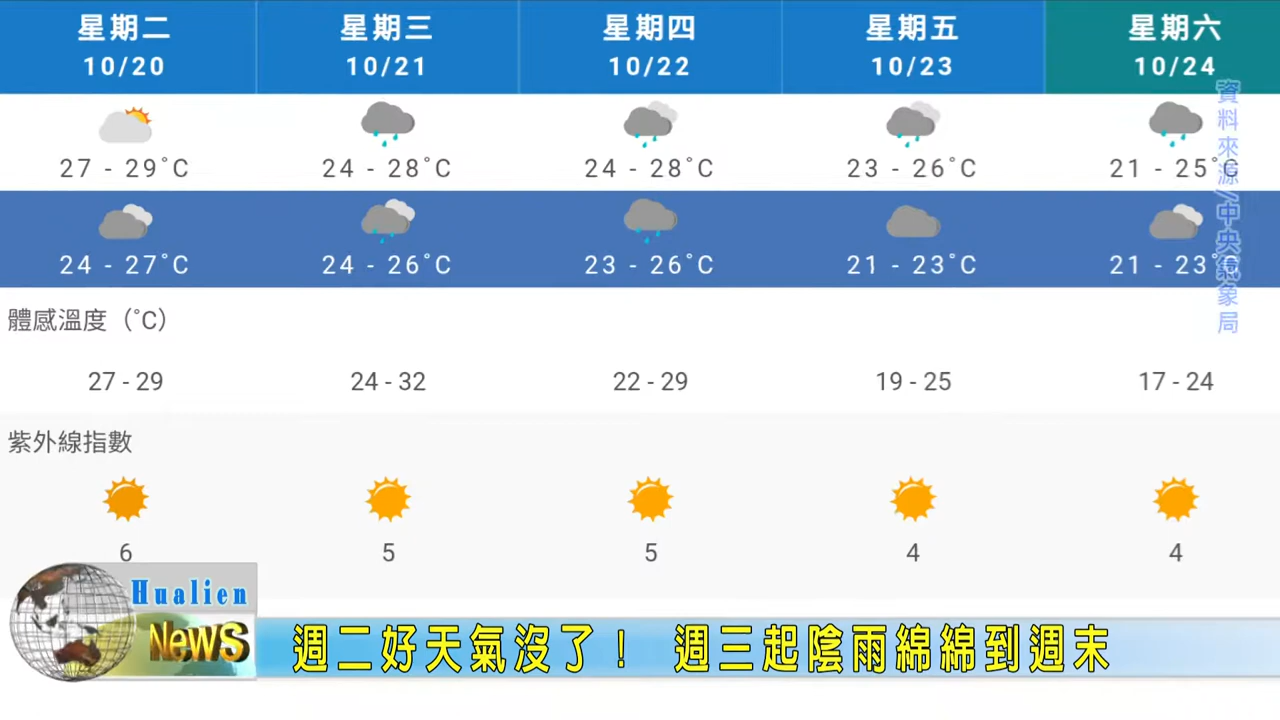 星期二 星期三 星期四 星期五 星期六
10/20 10/21 10/22 10/23 10/24
27 - 29°C 24 - 28°C 24 - 28°C 23 - 26°C 21 - 25°C
24 - 27°C 24 - 26°C 23 - 26°C 21 - 23°C 21 - 23°C
體感溫度（°C）
27 - 29 24 - 32 22 - 29 19 - 25 17 - 24
紫外線指數
6 5 5 4 4
資料來源/中央氣象局
Hualien
NewS
週二好天氣沒了！ 週三起陰雨綿綿到週末